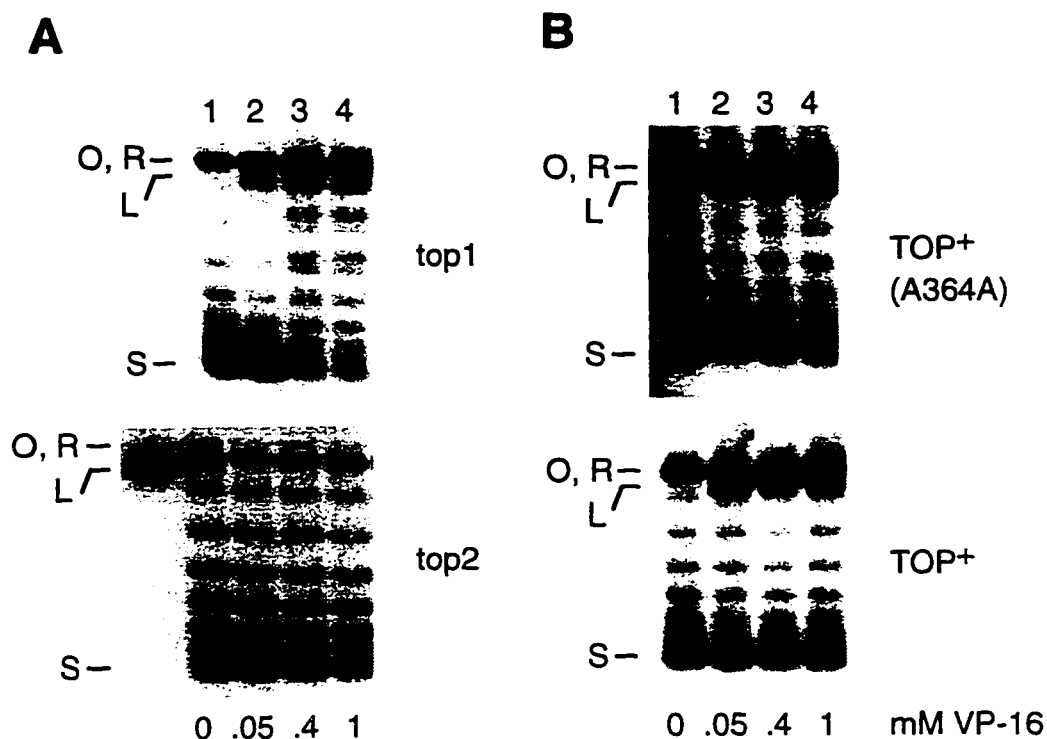 A
1 2 3 4
O, R
L
S
top1
O, R
L
S
top2
0 .05 .4 1
B
1 2 3 4
O, R
L
S
TOP+
(A364A)
O, R
L
S
TOP+
0 .05 .4 1 mM VP-16